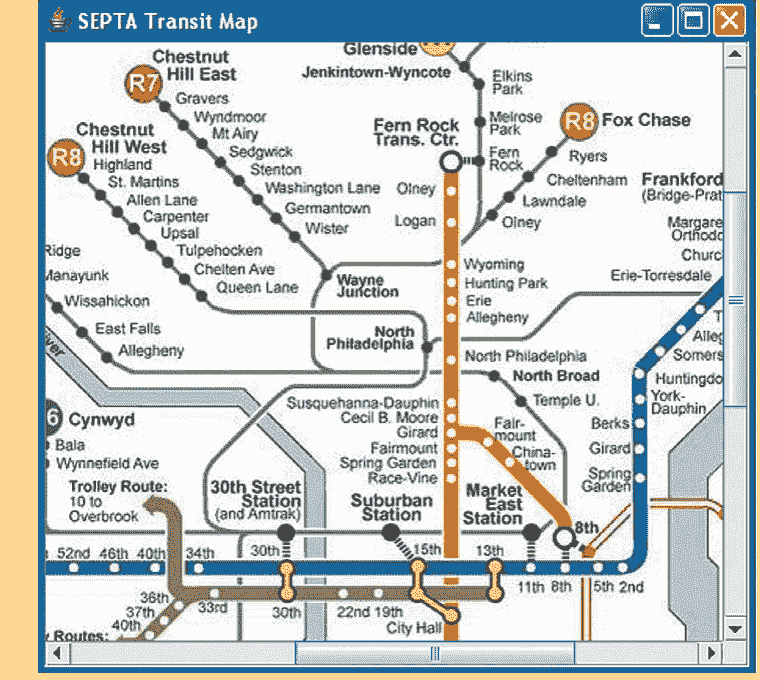 SEPTA Transit Map
Glenside
Jenkintown-Wyncote
Elkins
Park
Melrose
Park
Fern
Rock
Chestnut
Hill East
R7
Gravers
Wyndmoor
Mt Airy
Sedgwick
Stenton
Washington Lane
Germantown
Wister
Chestnut
Hill West
R8
Highland
St. Martins
Allen Lane
Carpenter
Upsal
Tulpehocken
Chelten Ave
Queen Lane
Fern Rock
Trans. Ctr.
Olney
Logan
R8
Fox Chase
Ryers
Cheltenham
Lawndale
Olney
Frankford
(Bridge-Prat
Margare
Orthodo
Churc
Erie-Torresdale
T
Alleg
Somers
Huntingdo
York-
Dauphin
Berks
Girard
Spring
Garden
Wayne
Junction
Wyoming
Hunting Park
Erie
Allegheny
North
Philadelphia
North Philadelphia
North Broad
Temple U.
Ridge
Manayunk
Wissahickon
East Falls
Allegheny
ver
Susquehanna-Dauphin
Cecil B. Moore
Girard
Fairmount
Spring Garden
Race-Vine
Fair-
mount
China-
town
6
Cynwyd
Bala
Wynnefield Ave
Trolley Route:
10 to
Overbrook
30th Street
Station
(and Amtrak)
Suburban
Station
Market
East
Station
8th
52nd
46th
40th
34th
30th
15th
13th
11th
8th
5th
2nd
36th
37th
40th
33rd
30th
22nd
19th
City Hall
y Routes: